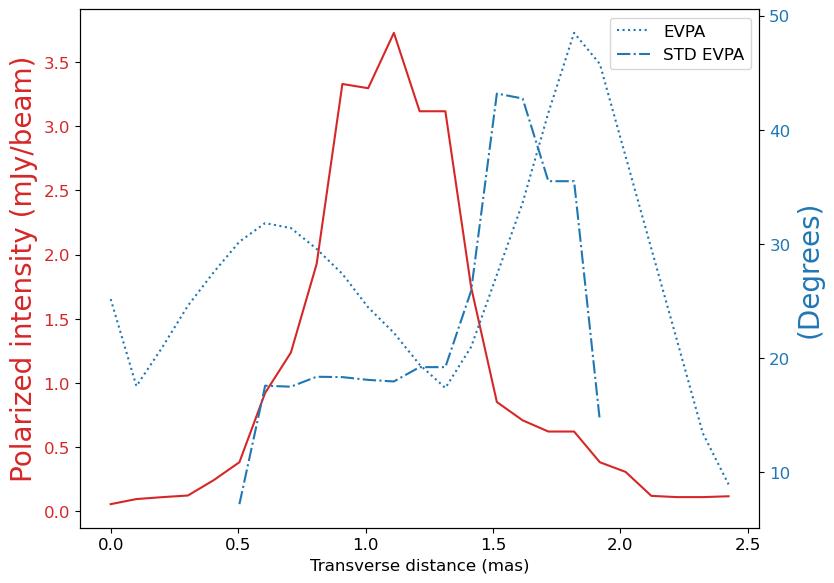 EVPA
STD EVPA
Polarized intensity (mJy/beam)
3.5
3.0
2.5
2.0
1.5
1.0
0.5
0.0
50
40
30
20
10
(Degrees)
0.0 0.5 1.0 1.5 2.0 2.5
Transverse distance (mas)